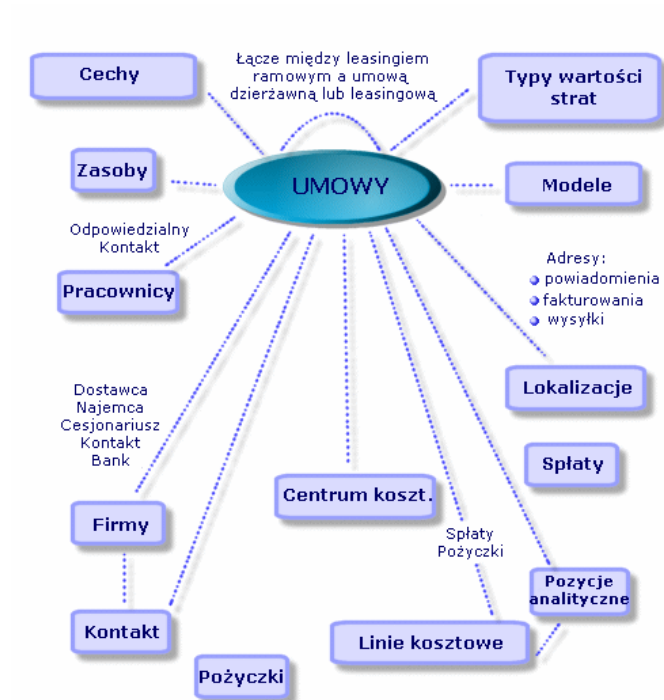 Cechy
Łącze między leasingiem
ramowym a umową
dzierżawną lub leasingową
Typy wartości
strat
Zasoby
UMOWY
Modele
Odpowiedzialny
Kontakt
Pracownicy
Adresy:
powiadomienia
fakturowania
wysyłki
Lokalizacje
Dostawca
Najemca
Cesjonariusz
Kontakt
Bank
Spłaty
Centrum koszt.
Firmy
Spłaty
Pożyczki
Pozycje
analityczne
Kontakt
Linie kosztowe
Pożyczki